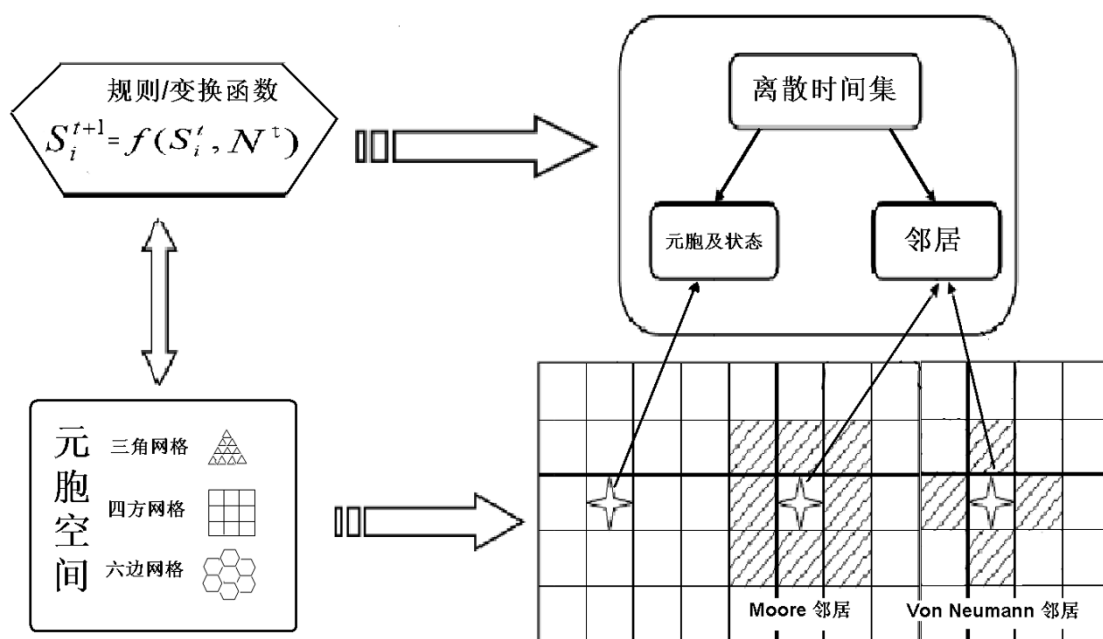 规则/变换函数
S_i^{t+1}=f(S_i^t,N^t)
离散时间集
元胞及状态
邻居
元胞空间
三角网格
四方网格
六边网格
Moore 邻居
Von Neumann 邻居